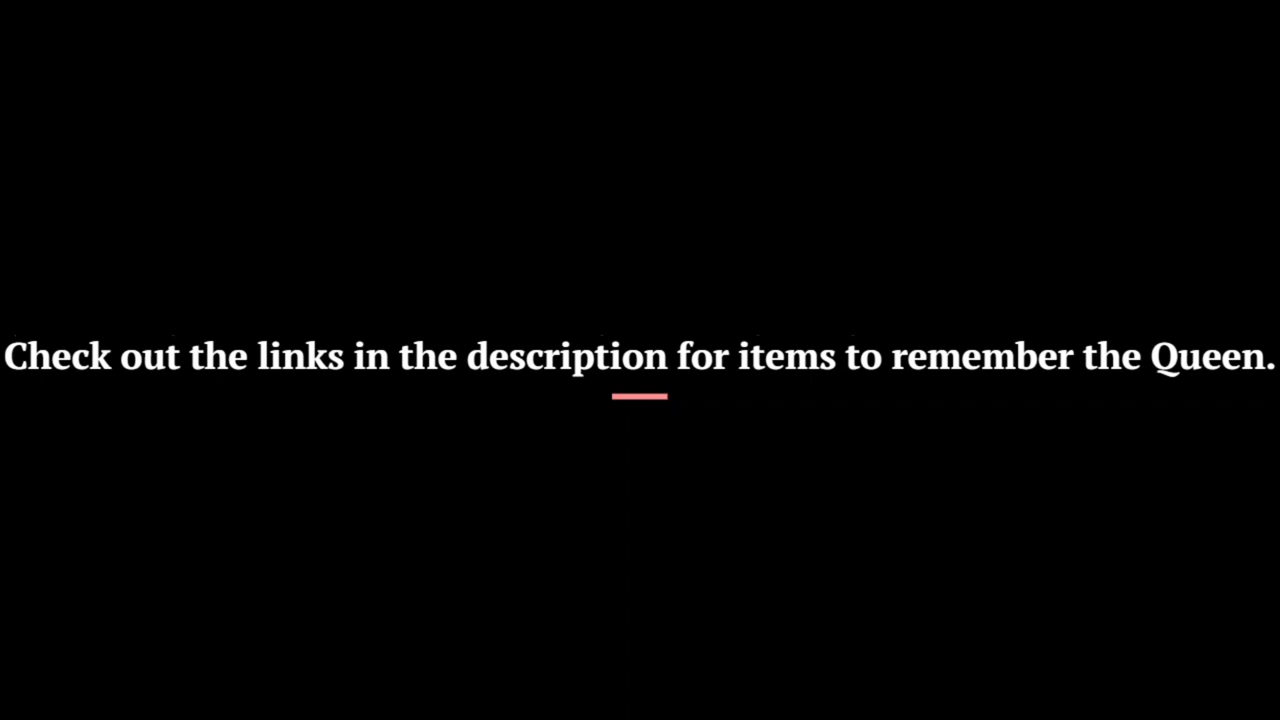 Check out the links in the description for items to remember the Queen.